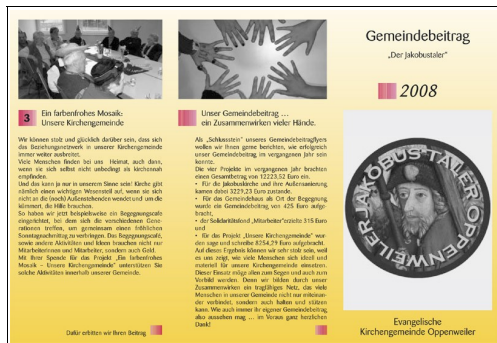 3
Ein farbenfrohes Mosaik:
Unsere Kirchengemeinde
Wir können stolz und glücklich darüber sein, dass sich
das Beziehungsnetzwerk in unserer Kirchengemeinde
immer weiter ausbreitet.
Viele Menschen finden bei uns Heimat, auch dann,
wenn sie sich selbst nicht unbedingt als kirchennah
empfinden.
Und das kann ja nur in unserem Sinne sein! Kirche gibt
nämlich einen wichtigen Wesensteil auf, wenn sie sich
nicht an die (noch) Außenstehenden wendet und um die
kümmert, die Hilfe brauchen.
So haben wir jetzt beispielsweise ein Begegnungscafe
eingerichtet, bei dem sich die verschiedenen Gene-
rationen treffen, um gemeinsam einen fröhlichen
Sonntagnachmittag zu verbringen. Das Begegnungscafe,
sowie andere Aktivitäten und Ideen brauchen nicht nur
Mitarbeiterinnen und Mitarbeiter, sondern auch Geld.
Mit Ihrer Spende für das Projekt „Ein farbenfrohes
Mosaik - Unsere Kirchengemeinde" unterstützen Sie
solche Aktivitäten innerhalb unserer Gemeinde.
Dafür erbitten wir Ihren Beitrag
Unser Gemeindebeitrag ...
ein Zusammenwirken vieler Hände.
Als „Schlussstein" unseres Gemeindebeitragflyers
wollen wir Ihnen gerne berichten, wie erfolgreich
unser Gemeindebeitrag im vergangenen Jahr sein
konnte.
Die vier Projekte im vergangenen Jahr brachten
einen Gesamtbetrag von 12223,52 Euro ein.
• Für die Jakobuskirche und ihre Außensanierung
kamen dabei 3229,23 Euro zustande.
• Für das Gemeindehaus als Ort der Begegnung
wurde ein Gemeindebeitrag von 425 Euro aufge-
bracht,
• der Solidaritätsfond „Mitarbeiter"erzielte 315 Euro
und
• für das Projekt „Unsere Kirchengemeinde" wur-
den sage und schreibe 8254,29 Euro aufgebracht.
Auf dieses Ergebnis können wir sehr stolz sein, weil
es uns zeigt, wie viele Menschen sich ideell und
materiell für unsere Kirchengemeinde einsetzen.
Dieser Einsatz möge allen zum Segen und auch zum
Vorbild werden. Denn wir bilden durch unser
Zusammenwirken ein tragfähiges Netz, das viele
Menschen in unserer Gemeinde nicht nur miteinan-
der verbindet, sondern auch halten und stützen
kann. Wie auch immer Ihr eigener Gemeindebeitrag
also aussehen mag ... im Voraus ganz herzlichen
Dank!
Gemeindebeitrag
„Der Jakobustaler"
2008
JAKOBUS-TALER OPPENWEILER
Evangelische
Kirchengemeinde Oppenweiler